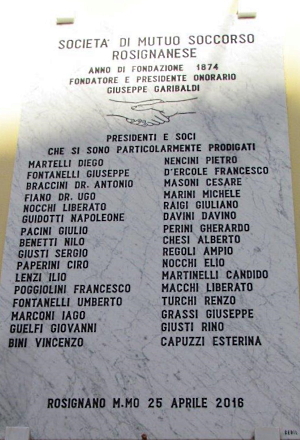 SOCIETA' DI MUTUO SOCCORSO
ROSIGNANESE
ANNO DI FONDAZIONE 1874
FONDATORE E PRESIDENTE ONORARIO
GIUSEPPE GARIBALDI
PRESIDENTI E SOCI
CHE SI SONO PARTICOLARMENTE PRODIGATI
MARTELLI DIEGO
FONTANELLI GIUSEPPE
BRACCINI DR. ANTONIO
FIANO DR. UGO
NOCCHI LIBERATO
GUIDOTTI NAPOLEONE
PACINI GIULIO
BENETTI NILO
GIUSTI SERGIO
PAPERINI CIRO
LENZI ILIO
POGGIOLINI FRANCESCO
FONTANELLI UMBERTO
MARCONI IAGO
GUELFI GIOVANNI
BINI VINCENZO
NENCINI PIETRO
D'ERCOLE FRANCESCO
MASONI CESARE
MARINI MICHELE
RAIGI GIULIANO
DAVINI DAVINO
PERINI GHERARDO
CHESI ALBERTO
REGOLI AMPIO
NOCCHI ELIO
MARTINELLI CANDIDO
MACCHI LIBERATO
TURCHI RENZO
GRASSI GIUSEPPE
GIUSTI RINO
CAPUZZI ESTERINA
ROSIGNANO M.MO 25 APRILE 2016